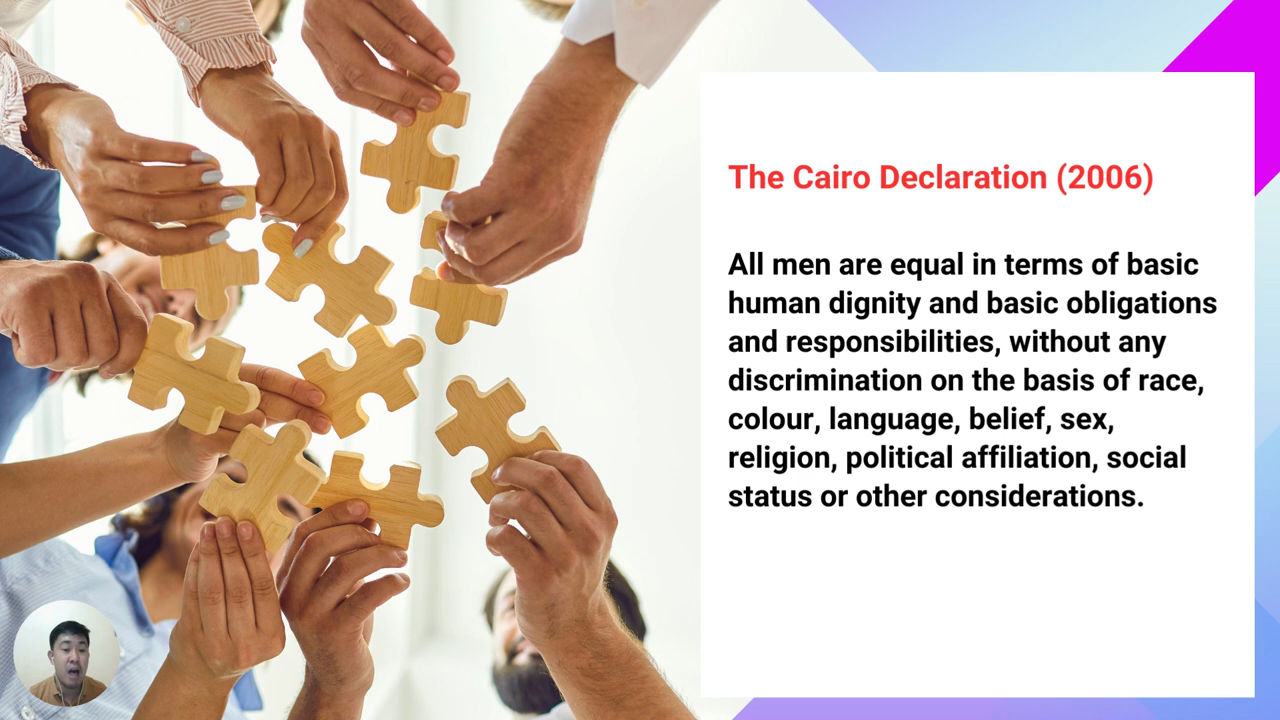 The Cairo Declaration (2006)
All men are equal in terms of basic
human dignity and basic obligations
and responsibilities, without any
discrimination on the basis of race,
colour, language, belief, sex,
religion, political affiliation, social
status or other considerations.